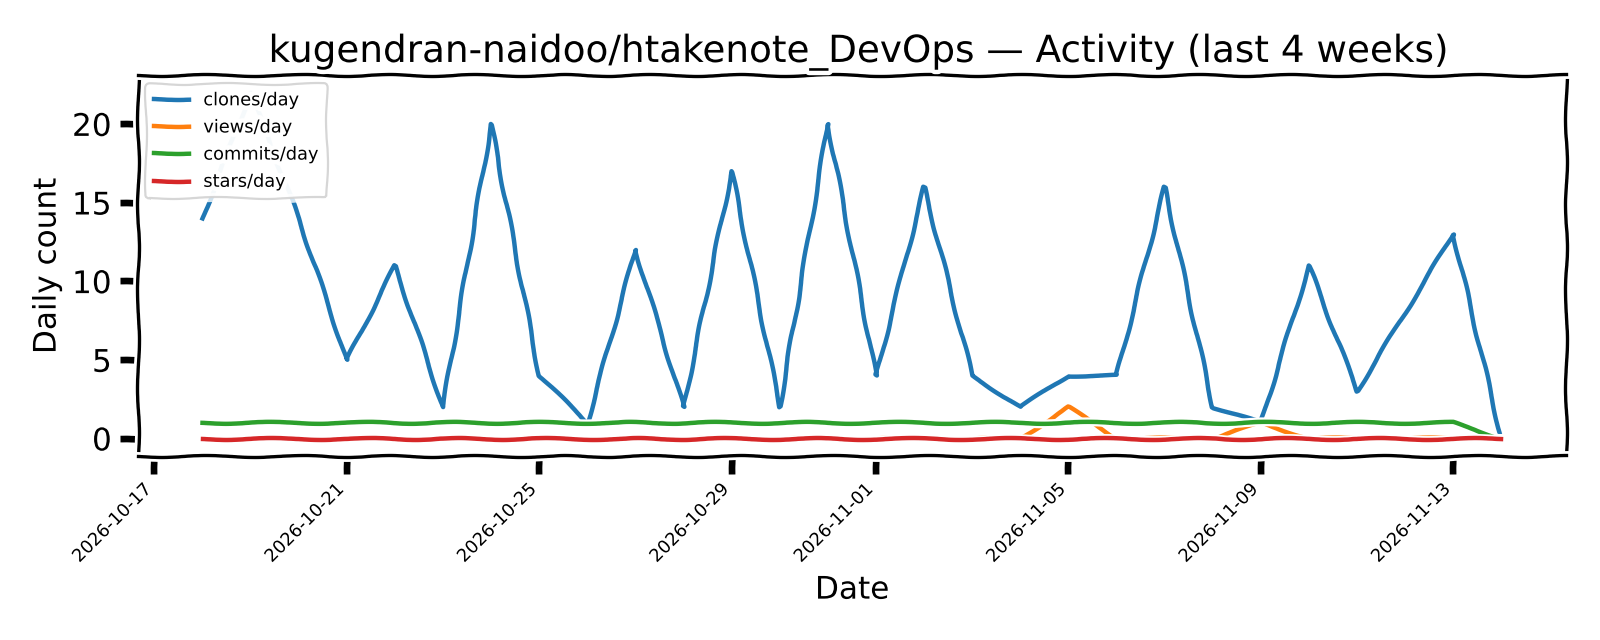 kugendran-naidoo/htakenote_DevOps — Activity (last 4 weeks)
clones/day
views/day
commits/day
stars/day
Daily count
20
15
10
5
0
2026-10-17
2026-10-21
2026-10-25
2026-10-29
2026-11-01
2026-11-05
2026-11-09
2026-11-13
Date